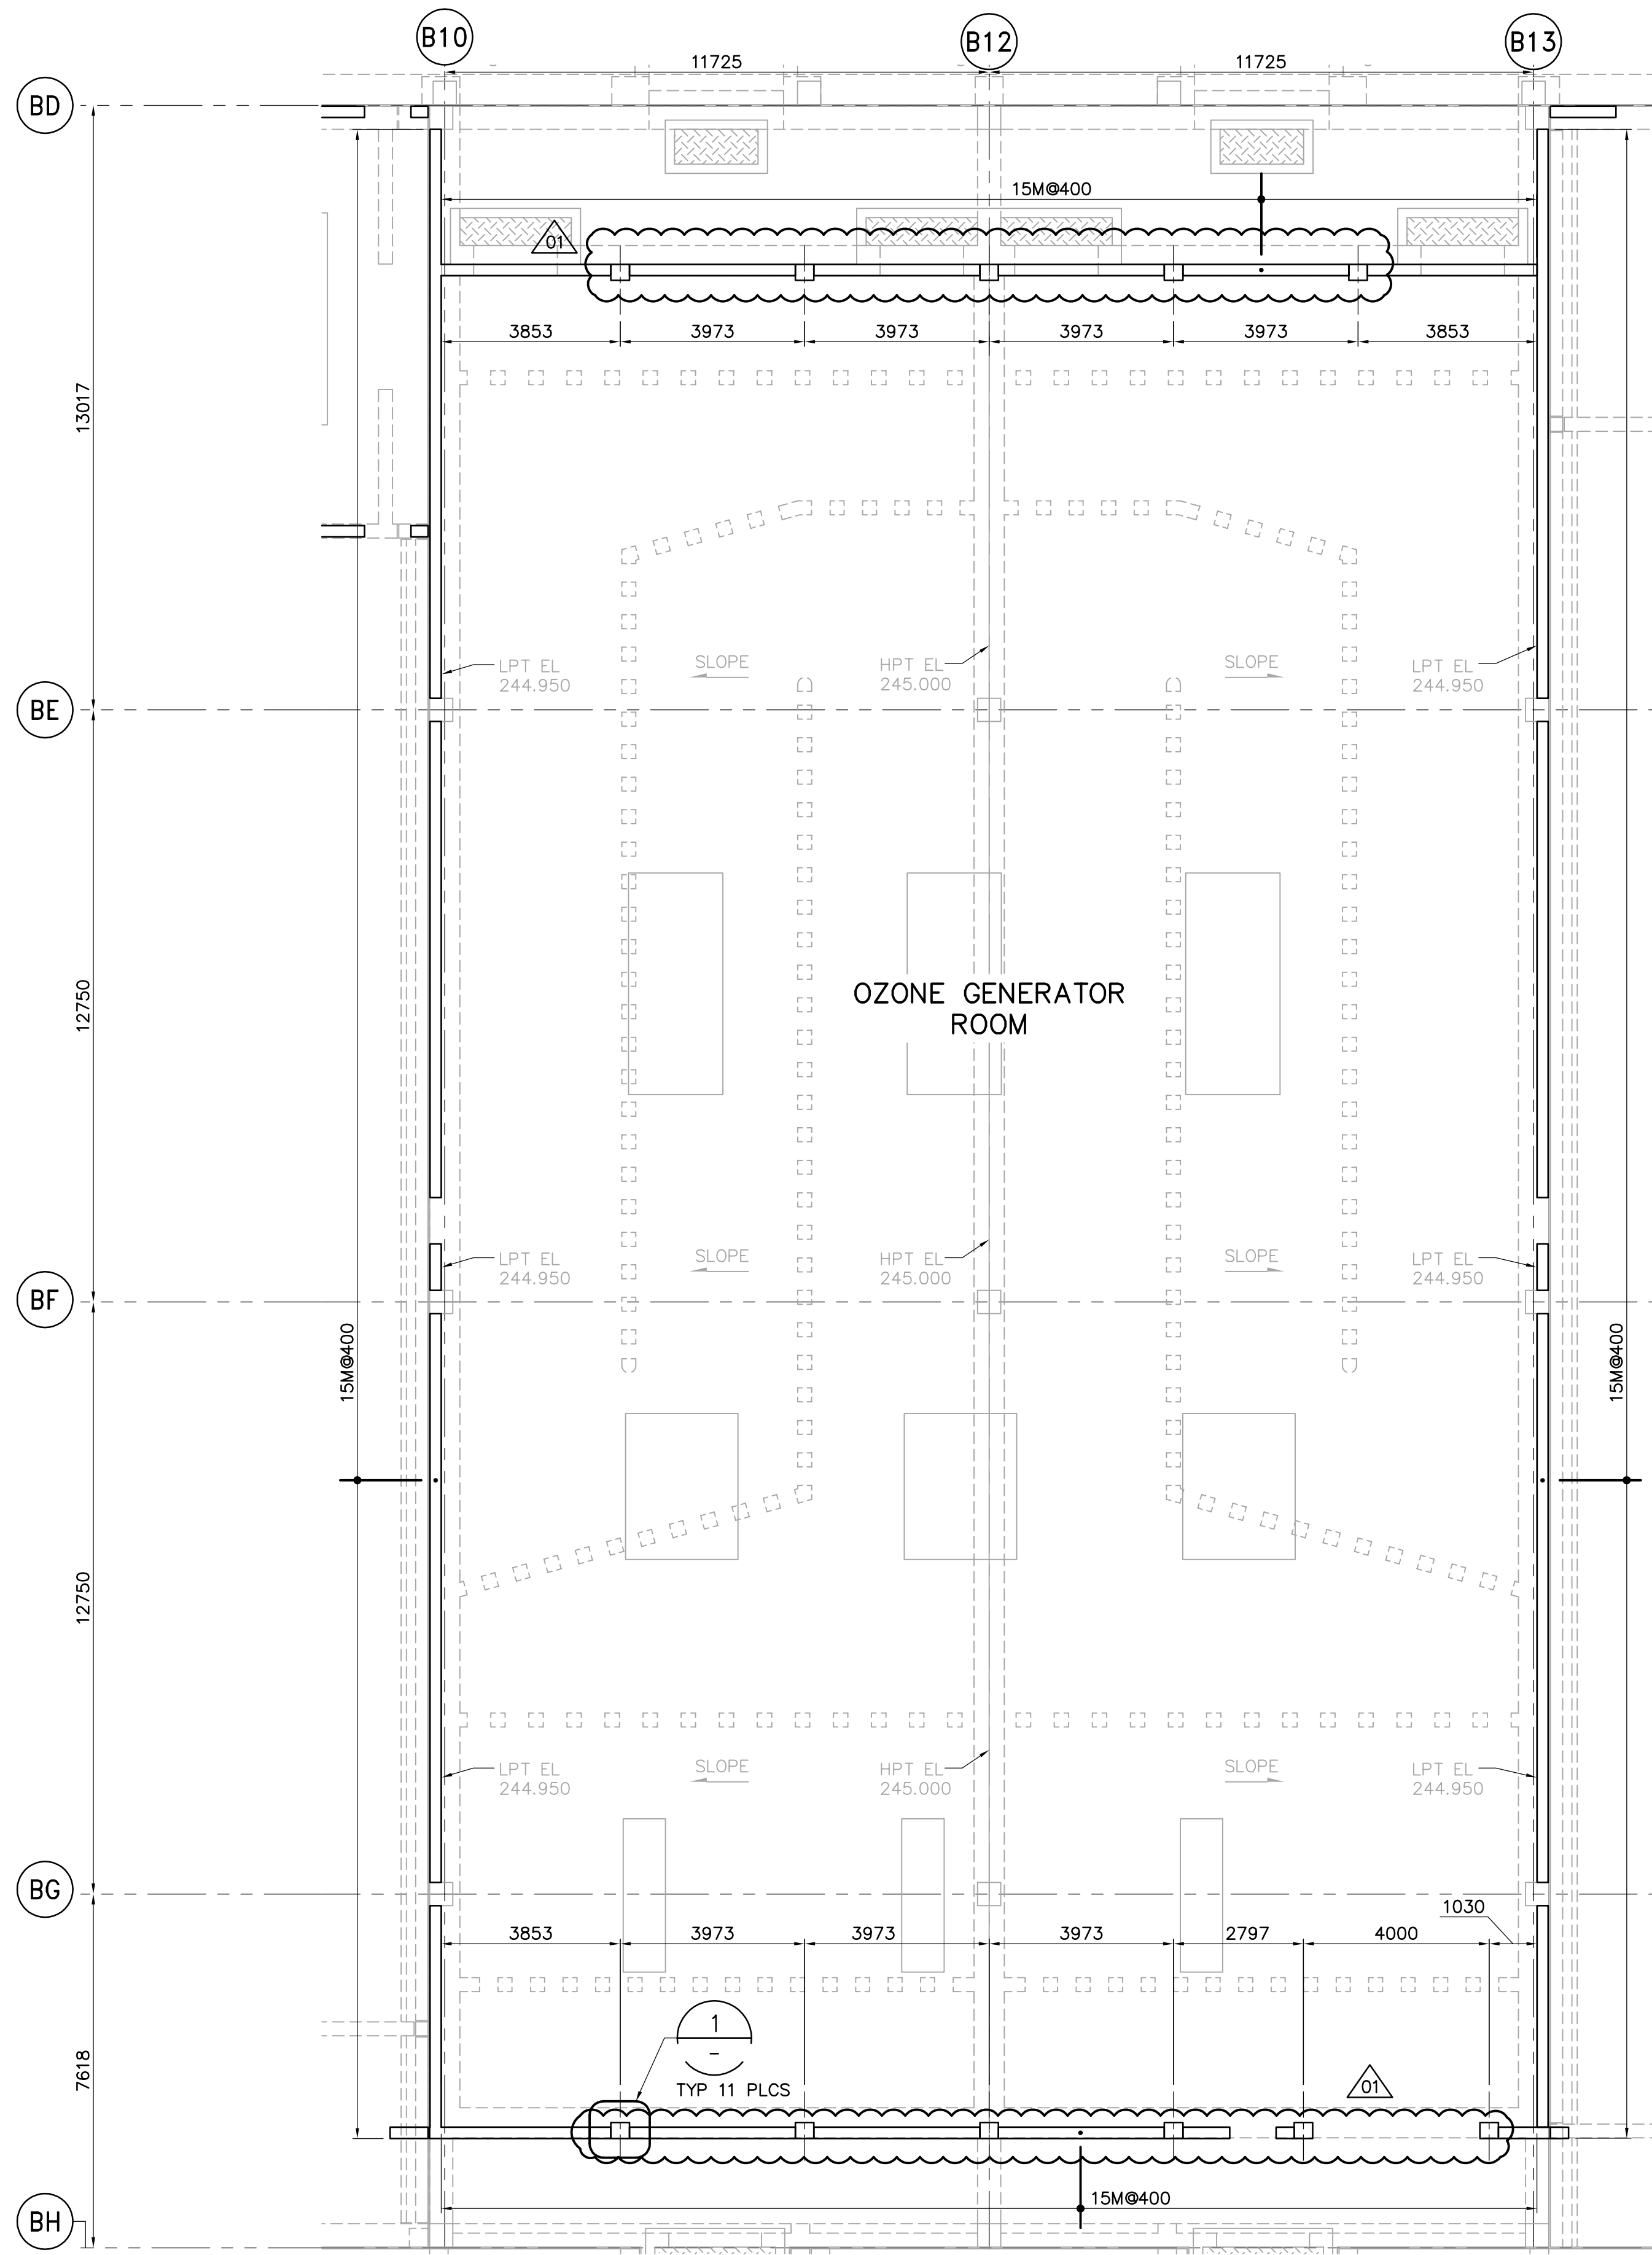 B10
B12
B13
11725
11725
BD
15M@400
01
3853
3973
3973
3973
3973
3853
13017
LPT EL
244.950
SLOPE
HPT EL
245.000
SLOPE
LPT EL
244.950
BE
12750
OZONE GENERATOR
ROOM
LPT EL
244.950
SLOPE
HPT EL
245.000
SLOPE
LPT EL
244.950
BF
15M@400
15M@400
12750
LPT EL
244.950
SLOPE
HPT EL
245.000
SLOPE
LPT EL
244.950
BG
1030
3853
3973
3973
3973
2797
4000
7618
1
-
TYP 11 PLCS
01
15M@400
BH